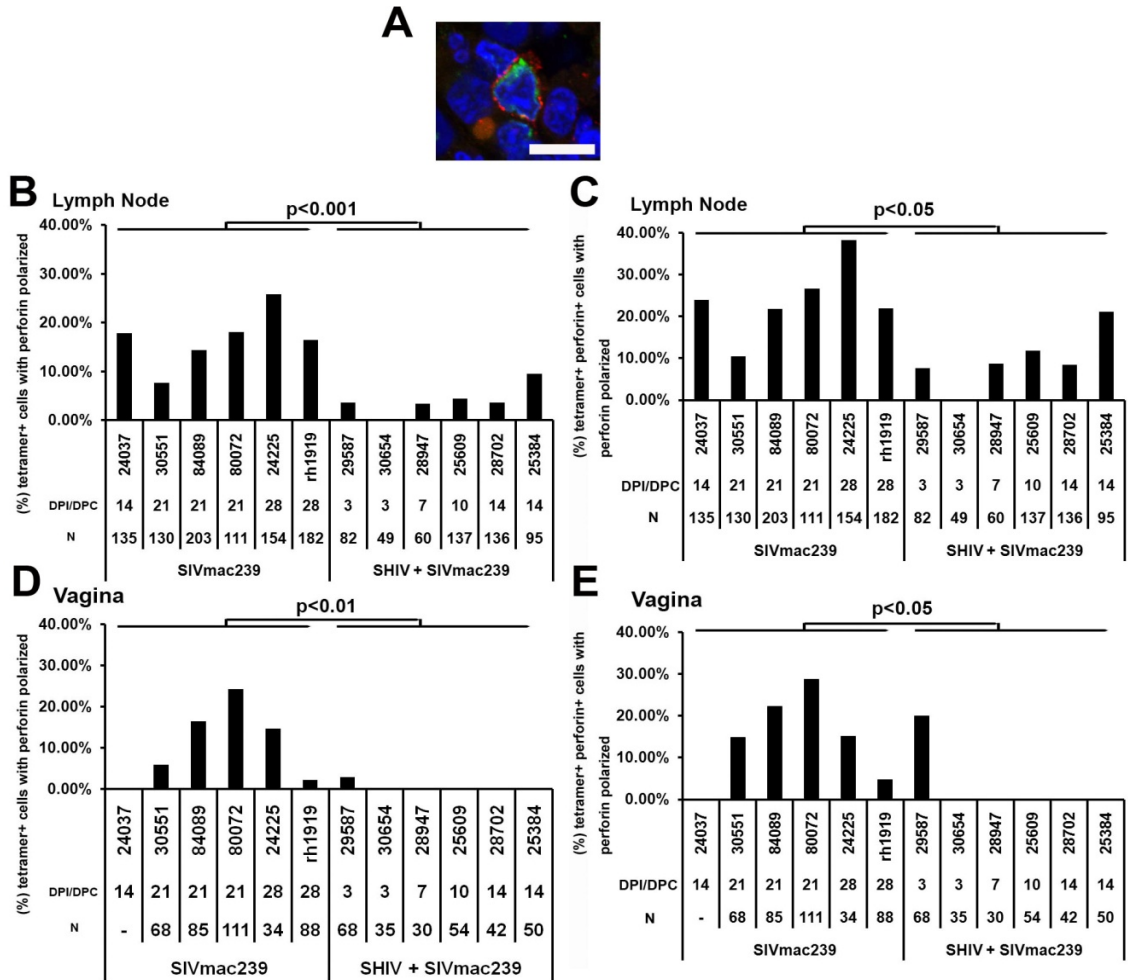 A
B Lymph Node
p<0.001
(%) tetramer+ cells with perforin polarized
40.00%
30.00%
20.00%
10.00%
0.00%
24037 30551 84089 80072 24225 rh1919 29587 30654 28947 25609 28702 25384
DPI/DPC 14 21 21 21 28 28 3 3 7 10 14 14
N 135 130 203 111 154 182 82 49 60 137 136 95
SIVmac239 SHIV + SIVmac239
C Lymph Node
p<0.05
(%) tetramer+ perforin+ cells with
perforin polarized
40.00%
30.00%
20.00%
10.00%
0.00%
24037 30551 84089 80072 24225 rh1919 29587 30654 28947 25609 28702 25384
DPI/DPC 14 21 21 21 28 28 3 3 7 10 14 14
N 135 130 203 111 154 182 82 49 60 137 136 95
SIVmac239 SHIV + SIVmac239
D Vagina
p<0.01
(%) tetramer+ cells with perforin polarized
40.00%
30.00%
20.00%
10.00%
0.00%
24037 30551 84089 80072 24225 rh1919 29587 30654 28947 25609 28702 25384
DPI/DPC 14 21 21 21 28 28 3 3 7 10 14 14
N - 68 85 111 34 88 68 35 30 54 42 50
SIVmac239 SHIV + SIVmac239
E Vagina
p<0.05
(%) tetramer+ perforin+ cells with
perforin polarized
40.00%
30.00%
20.00%
10.00%
0.00%
24037 30551 84089 80072 24225 rh1919 29587 30654 28947 25609 28702 25384
DPI/DPC 14 21 21 21 28 28 3 3 7 10 14 14
N - 68 85 111 34 88 68 35 30 54 42 50
SIVmac239 SHIV + SIVmac239